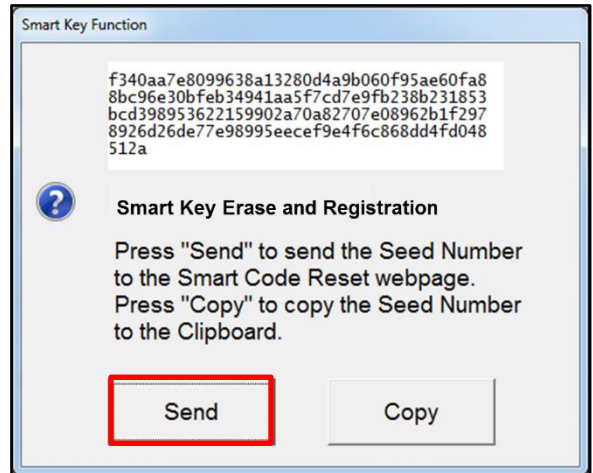 Smart Key Function
f340aa7e8099638a13280d4a9b060f95ae60fa8
8bc96e30bfeb34941aa5f7cd7e9fb238b231853
bcd398953622159902a70a82707e08962b1f297
8926d26de77e98995eecef9e4f6c868dd4fd048
512a
Smart Key Erase and Registration
Press "Send" to send the Seed Number
to the Smart Code Reset webpage.
Press "Copy" to copy the Seed Number
to the Clipboard.
Send
Copy